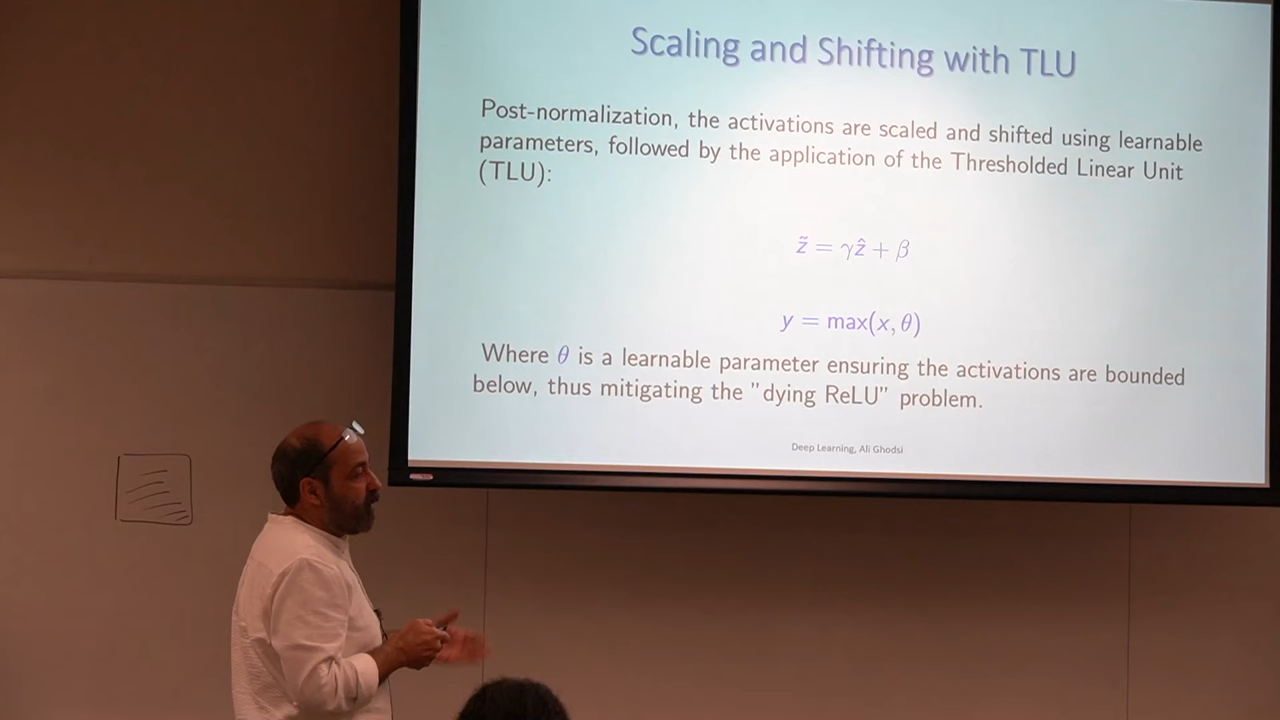 Scaling and Shifting with TLU
Post-normalization, the activations are scaled and shifted using learnable
parameters, followed by the application of the Thresholded Linear Unit
(TLU):
z̃ = γẑ + β
y = max(x, θ)
Where θ is a learnable parameter ensuring the activations are bounded
below, thus mitigating the "dying ReLU" problem.
Deep Learning, Ali Ghodsi